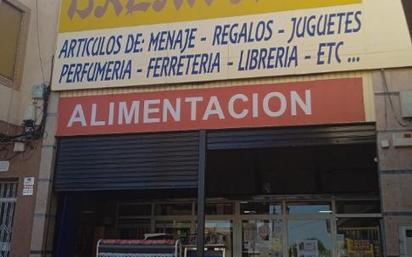 ARTICULOS DE: MENAJE - REGALOS - JUGUETES
PERFUMERIA - FERRETERIA - LIBRERIA - ETC ...
ALIMENTACION